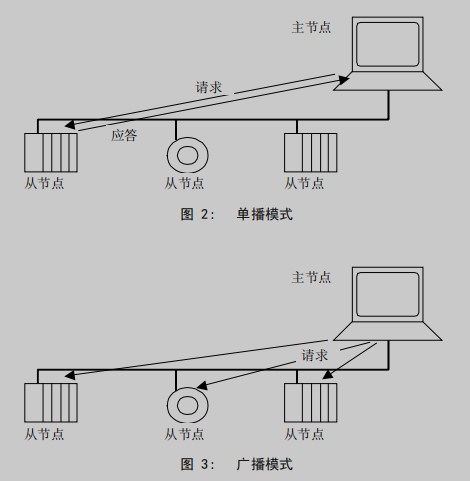 主节点
请求
应答
从节点 从节点 从节点
图 2： 单播模式
主节点
请求
从节点 从节点 从节点
图 3： 广播模式